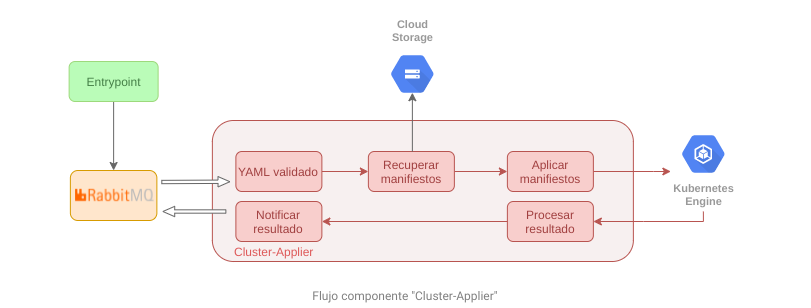 Cloud
Storage
Entrypoint
RabbitMQ
YAML validado
Recuperar
manifiestos
Aplicar
manifiestos
Kubernetes
Engine
Notificar
resultado
Procesar
resultado
Cluster-Applier
Flujo componente "Cluster-Applier"